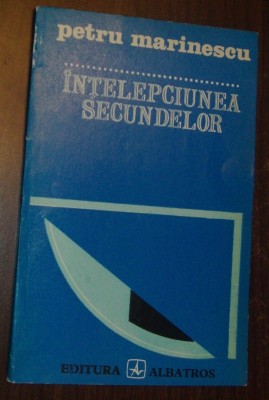 petru marinescu
ÎNȚELEPCIUNEA
SECUNDELOR
EDITURA ALBATROS